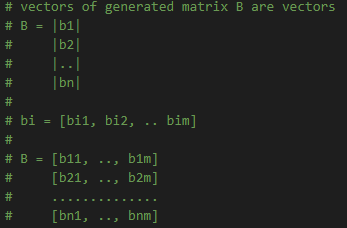 # vectors of generated matrix B are vectors
# B = |b1|
#     |b2|
#     |..|
#     |bn|
#
# bi = [bi1, bi2, .. bim]
#
# B = [b11, .., b1m]
#     [b21, .., b2m]
#     ..............
#     [bn1, .., bnm]